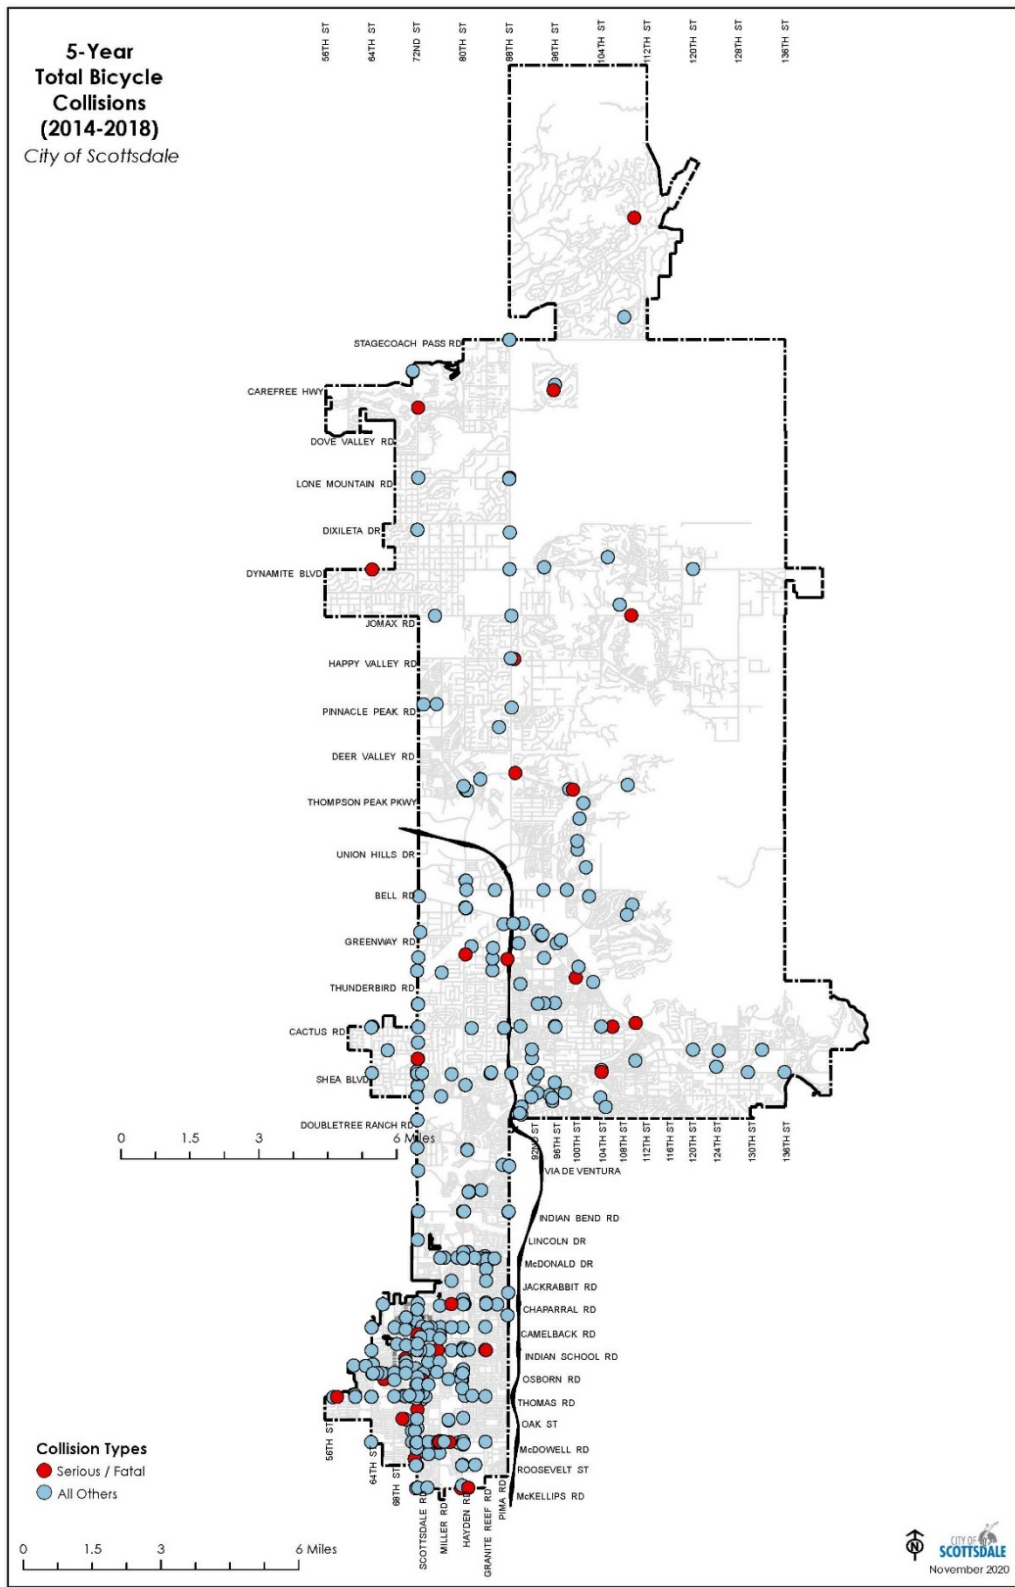 5-Year
Total Bicycle
Collisions
(2014-2018)
City of Scottsdale
56TH ST
64TH ST
72ND ST
80TH ST
88TH ST
96TH ST
104TH ST
112TH ST
120TH ST
128TH ST
136TH ST
STAGECOACH PASS RD
CAREFREE HWY
DOVE VALLEY RD
LONE MOUNTAIN RD
DIXILETA DR
DYNAMITE BLVD
JOMAX RD
HAPPY VALLEY RD
PINNACLE PEAK RD
DEER VALLEY RD
THOMPSON PEAK PKWY
UNION HILLS DR
BELL RD
GREENWAY RD
THUNDERBIRD RD
CACTUS RD
SHEA BLVD
DOUBLETREE RANCH RD
0 1.5 3 6 Miles
92ND ST
96TH ST
100TH ST
104TH ST
108TH ST
112TH ST
116TH ST
120TH ST
124TH ST
130TH ST
136TH ST
VIA DE VENTURA
INDIAN BEND RD
LINCOLN DR
McDONALD DR
JACKRABBIT RD
CHAPARRAL RD
CAMELBACK RD
INDIAN SCHOOL RD
OSBORN RD
THOMAS RD
OAK ST
McDOWELL RD
ROOSEVELT ST
McKELLIPS RD
56TH ST
64TH ST
68TH ST
SCOTTSDALE RD
MILLER RD
HAYDEN RD
GRANITE REEF RD
PIMA RD
Collision Types
Serious / Fatal
All Others
0 1.5 3 6 Miles
N
CITY OF
SCOTTSDALE
November 2020